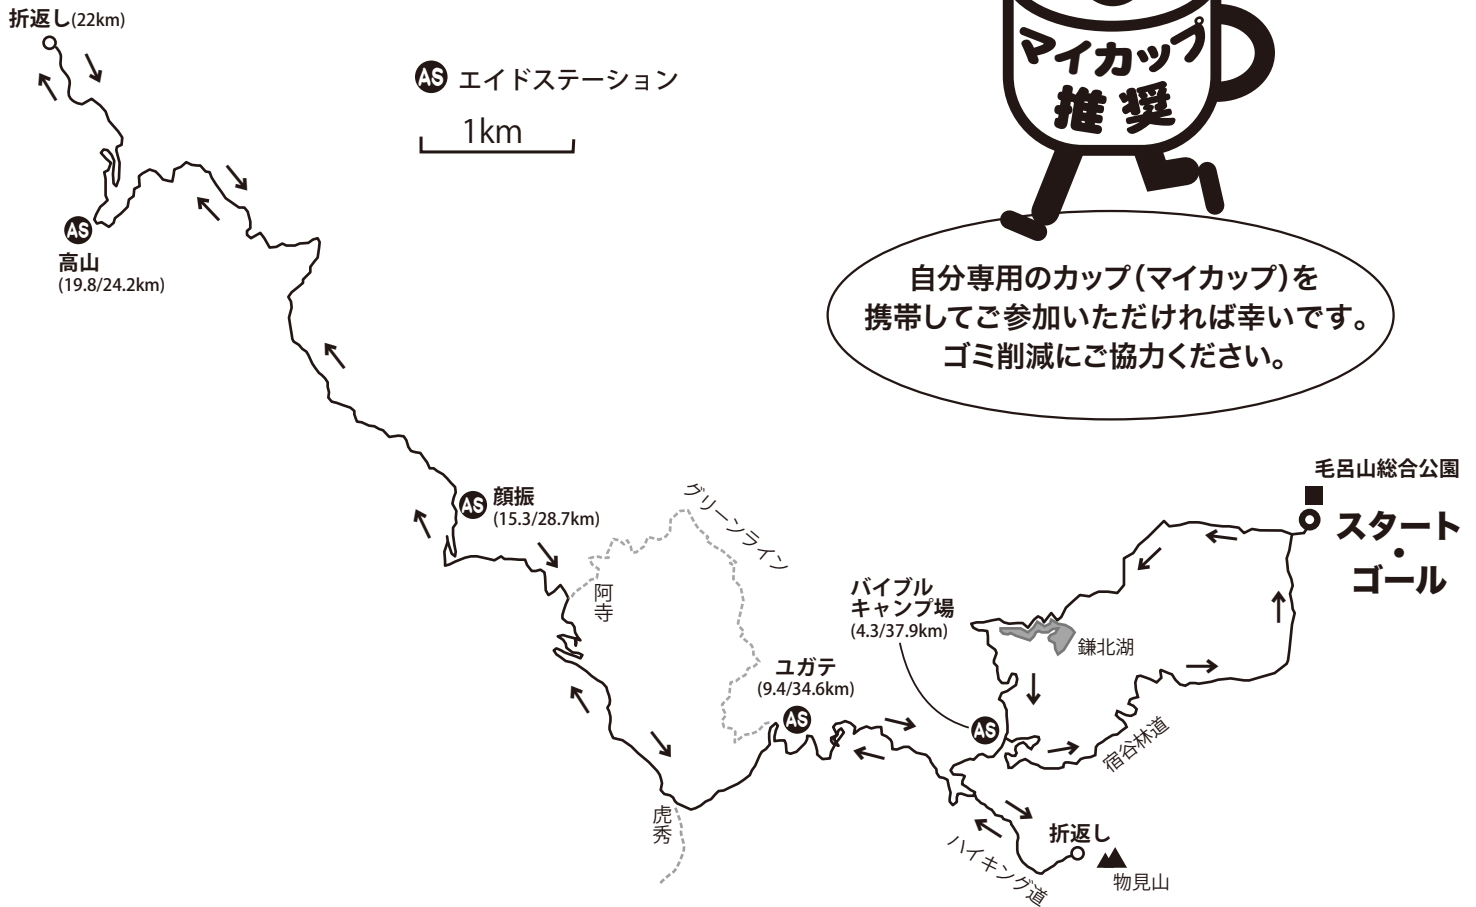 折返し(22km)
AS エイドステーション
1km
マイカップ
推奨
自分専用のカップ(マイカップ)を
携帯してご参加いただければ幸いです。
ゴミ削減にご協力ください。
AS
高山
(19.8/24.2km)
AS
顔振
(15.3/28.7km)
グリーンライン
阿寺
毛呂山総合公園
スタート
・
ゴール
バイブル
キャンプ場
(4.3/37.9km)
鎌北湖
ユガテ
(9.4/34.6km)
AS
AS
宿谷林道
虎秀
折返し
ハイキング道
物見山